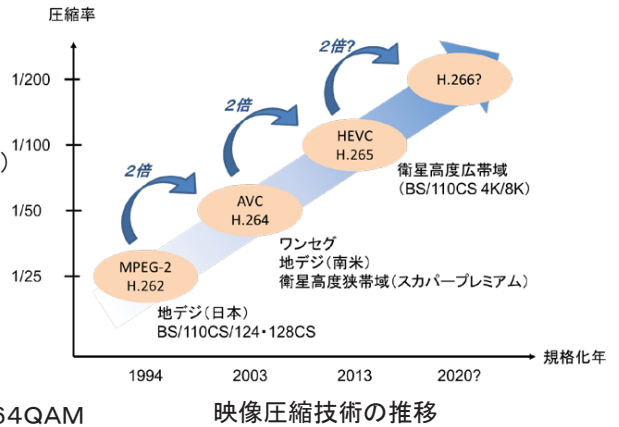 圧縮率
2倍?
1/200
H.266?
2倍
1/100
HEVC
H.265
)
衛星高度広帯域
(BS/110CS 4K/8K)
2倍
AVC
H.264
1/50
ワンセグ
地デジ(南米)
衛星高度狭帯域(スカパープレミアム)
1/25
MPEG-2
H.262
地デジ(日本)
BS/110CS/124・128CS
規格化年
1994
2003
2013
2020?
64QAM
映像圧縮技術の推移